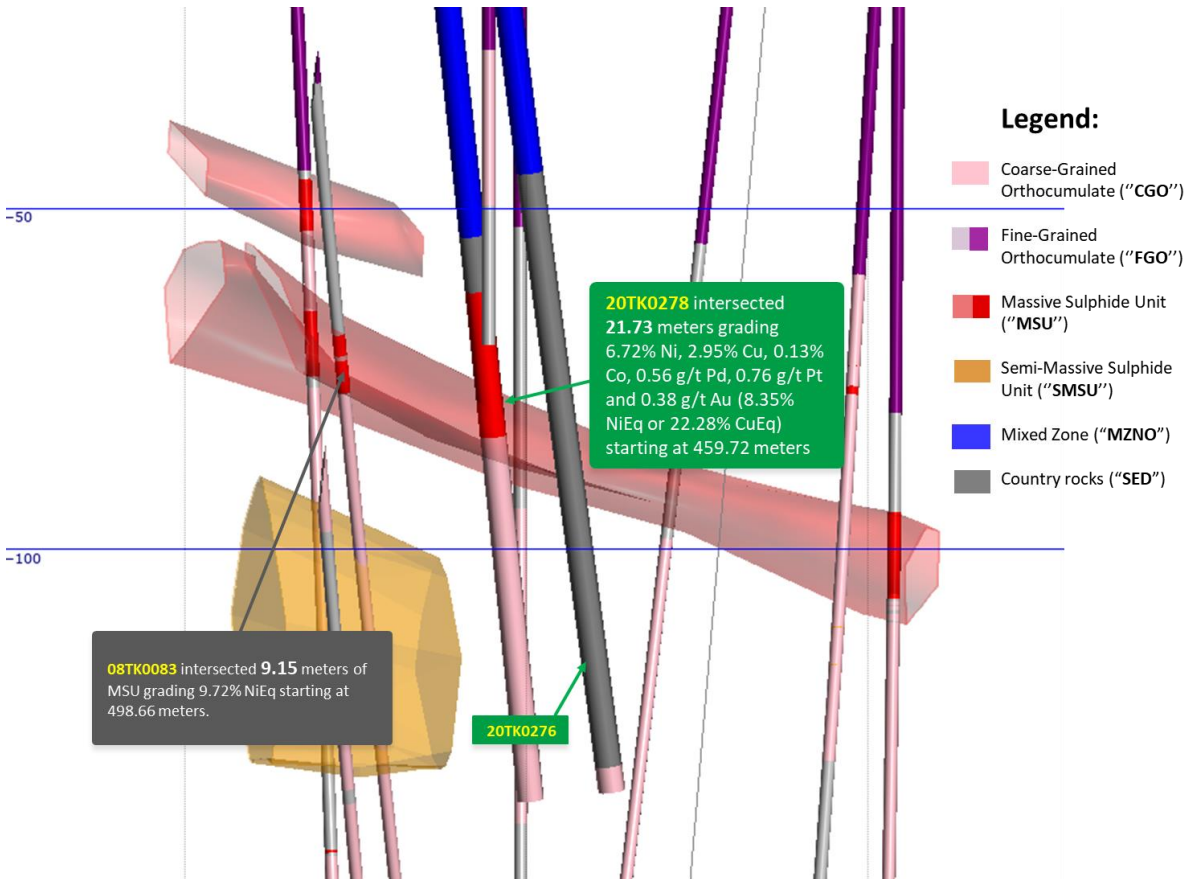 Legend:
Coarse-Grained
Orthocumulate (‘’CGO’’)
Fine-Grained
Orthocumulate (‘’FGO’’)
Massive Sulphide Unit
(‘’MSU’’)
Semi-Massive Sulphide
Unit (‘’SMSU’’)
Mixed Zone (“MZNO”)
Country rocks (“SED”)
-50
20TK0278 intersected
21.73 meters grading
6.72% Ni, 2.95% Cu, 0.13%
Co, 0.56 g/t Pd, 0.76 g/t Pt
and 0.38 g/t Au (8.35%
NiEq or 22.28% CuEq)
starting at 459.72 meters
-100
08TK0083 intersected 9.15 meters of
MSU grading 9.72% NiEq starting at
498.66 meters.
20TK0276